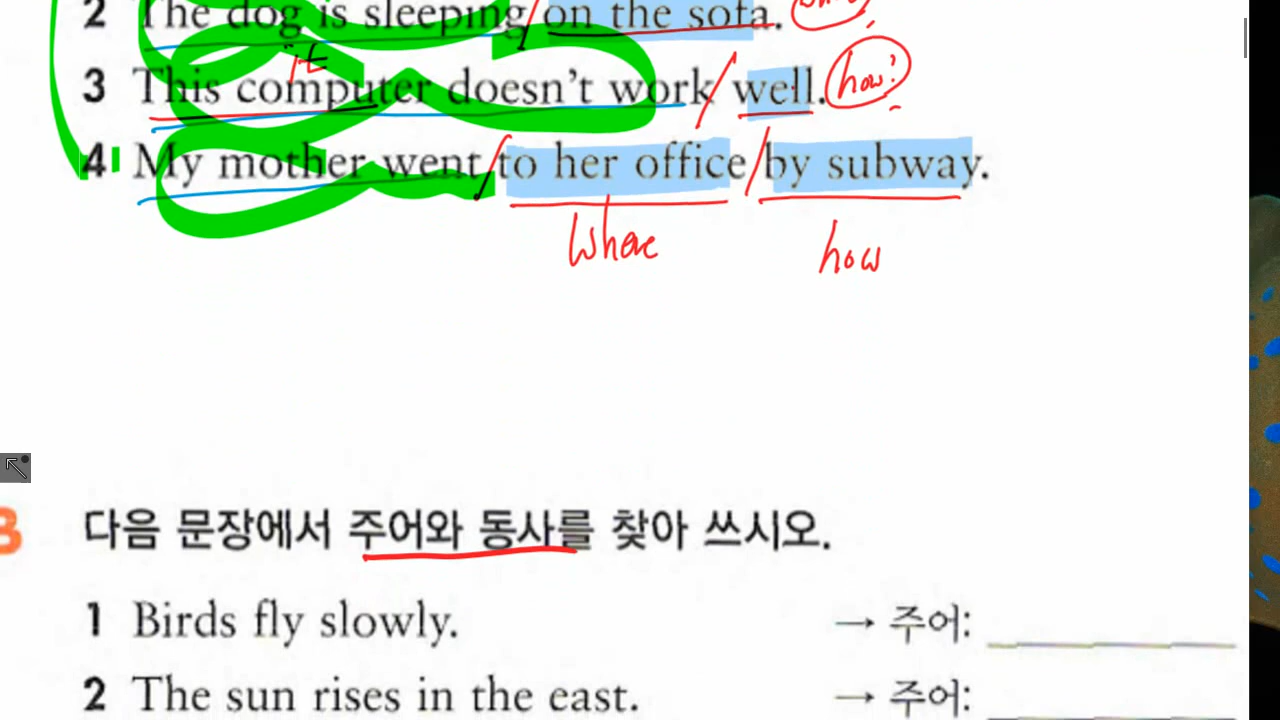 2 The dog is sleeping/on the sofa.
it
3 This computer doesn't work/well. how?
4 My mother went/to her office/by subway.
Where how
B 다음 문장에서 주어와 동사를 찾아 쓰시오.
1 Birds fly slowly. → 주어:
2 The sun rises in the east. → 주어: